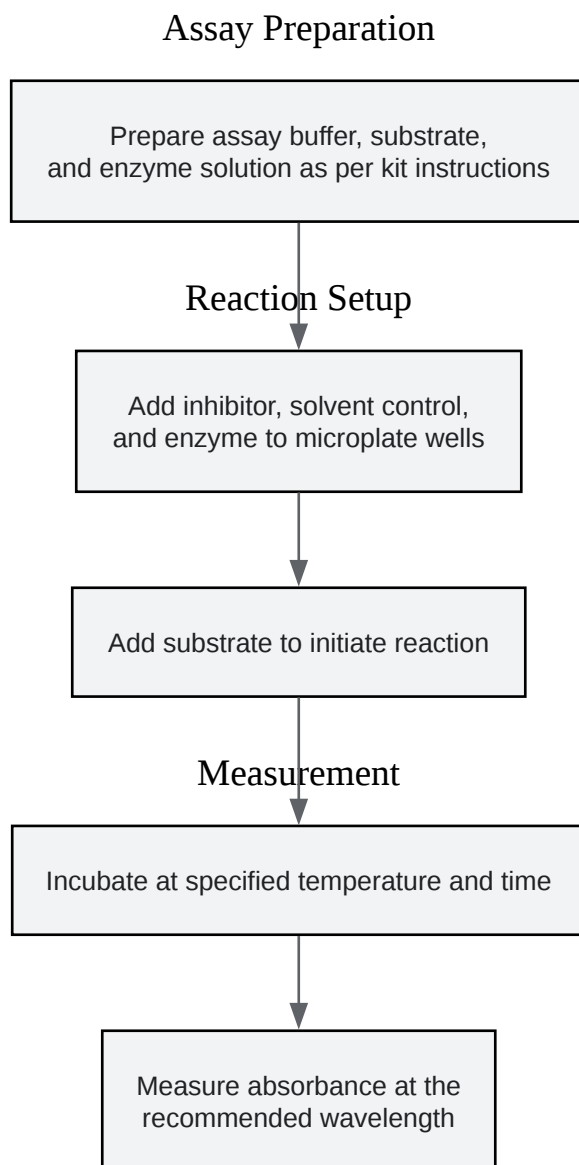 Assay Preparation
Prepare assay buffer, substrate,
and enzyme solution as per kit instructions
Reaction Setup
Add inhibitor, solvent control,
and enzyme to microplate wells
Add substrate to initiate reaction
Measurement
Incubate at specified temperature and time
Measure absorbance at the
recommended wavelength